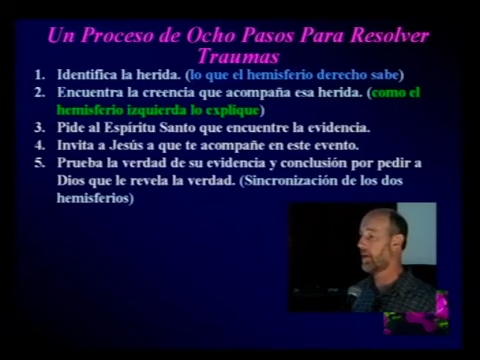 Un Proceso de Ocho Pasos Para Resolver
Traumas
1. Identifica la herida. (lo que el hemisferio derecho sabe)
2. Encuentra la creencia que acompaña esa herida. (como el
hemisferio izquierda lo explique)
3. Pide al Espíritu Santo que encuentre la evidencia.
4. Invita a Jesús a que te acompañe en este evento.
5. Prueba la verdad de su evidencia y conclusión por pedir a
Dios que le revela la verdad. (Sincronización de los dos
hemisferios)